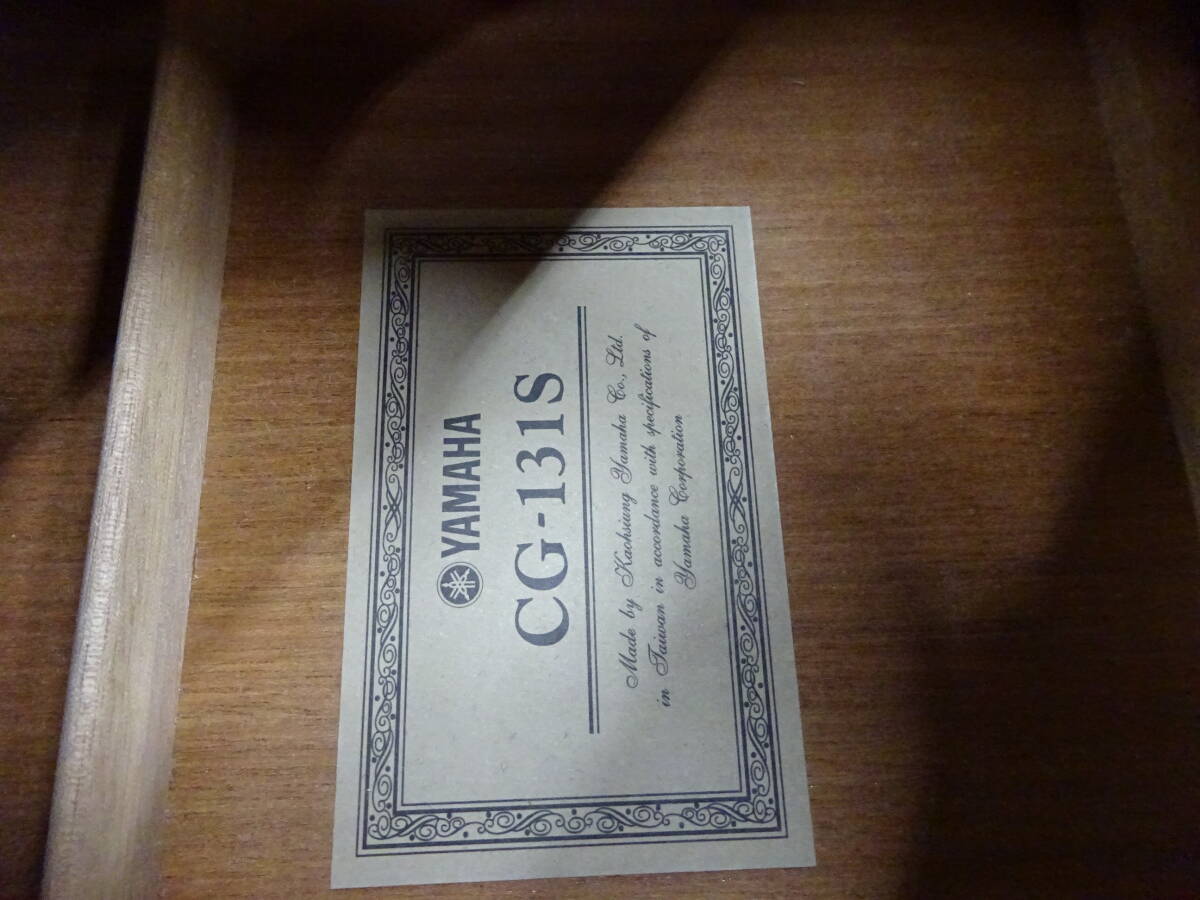 YAMAHA
CG-131S
Made by Kaohsiung Yamaha Co., Ltd.
in Taiwan in accordance with specifications of
Yamaha Corporation